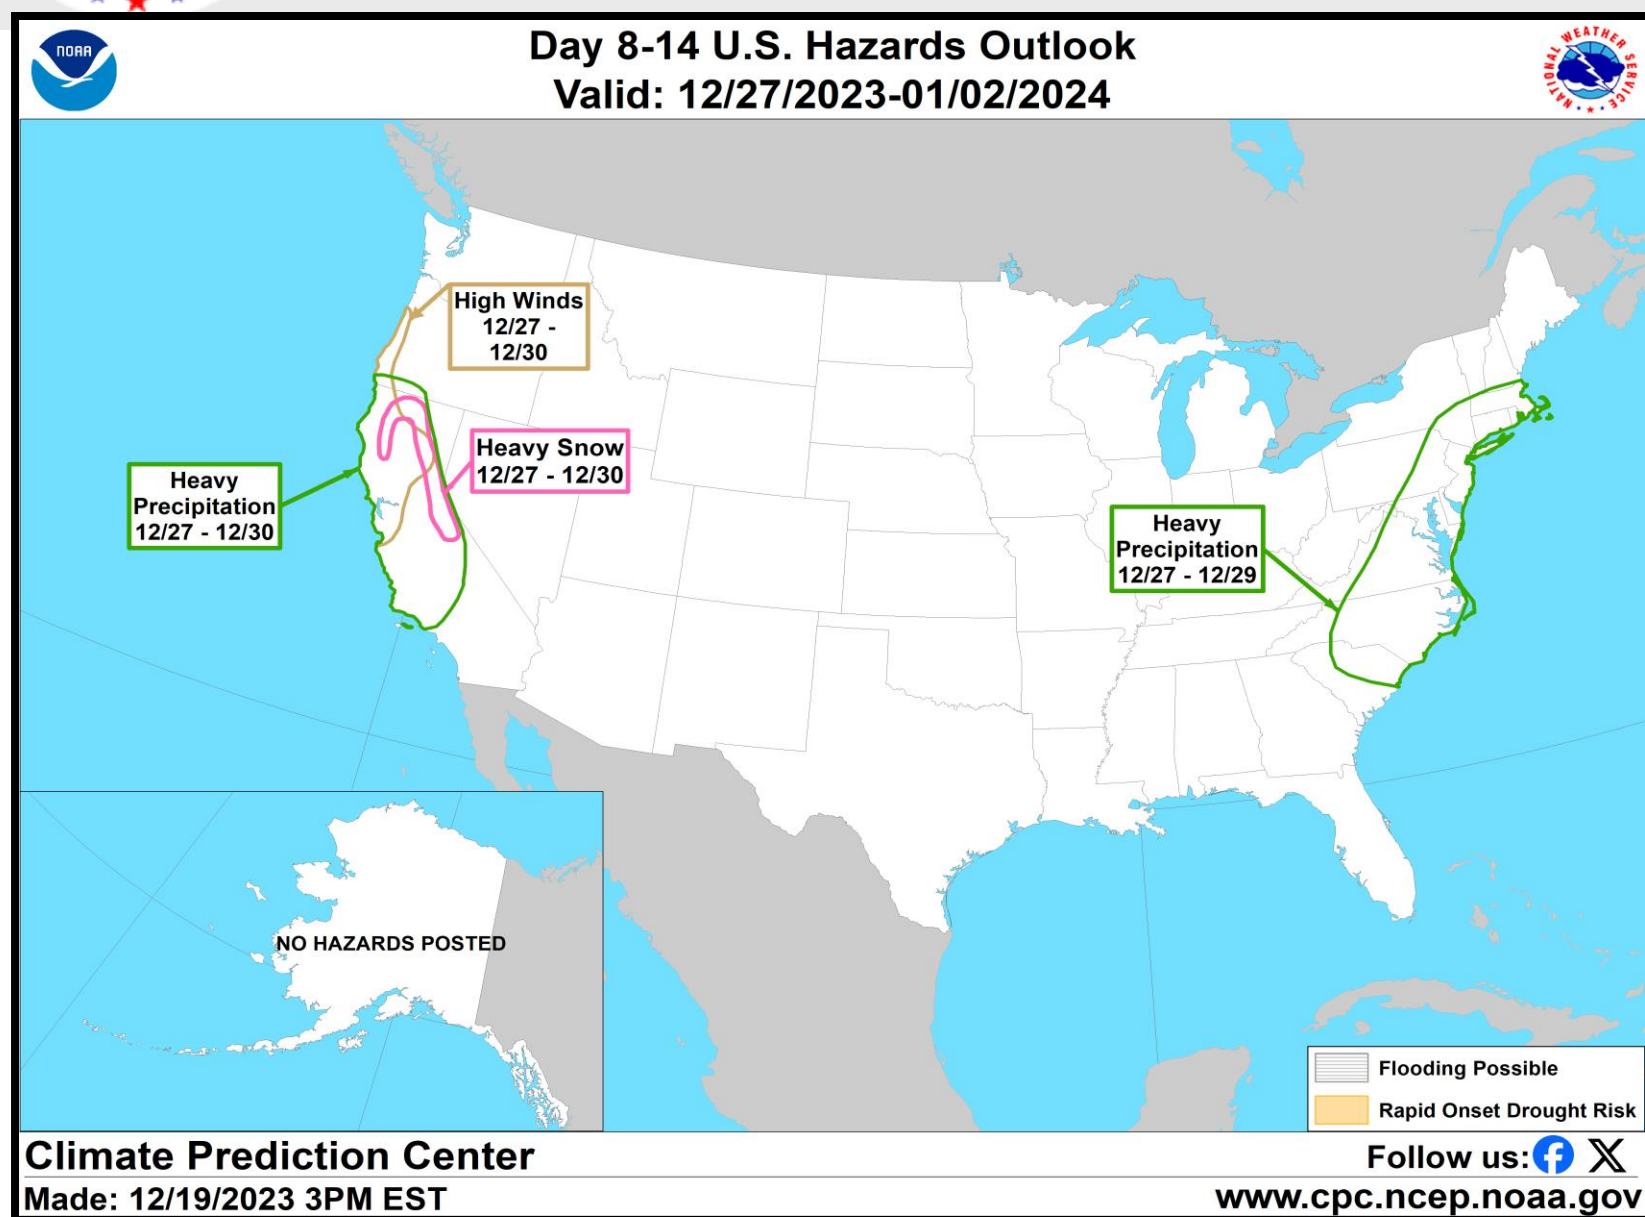 NOAA
Day 8-14 U.S. Hazards Outlook
Valid: 12/27/2023-01/02/2024
NATIONAL WEATHER SERVICE
High Winds
12/27 -
12/30
Heavy Snow
12/27 - 12/30
Heavy
Precipitation
12/27 - 12/30
Heavy
Precipitation
12/27 - 12/29
NO HAZARDS POSTED
Flooding Possible
Rapid Onset Drought Risk
Climate Prediction Center
Follow us:
Made: 12/19/2023 3PM EST
www.cpc.ncep.noaa.gov